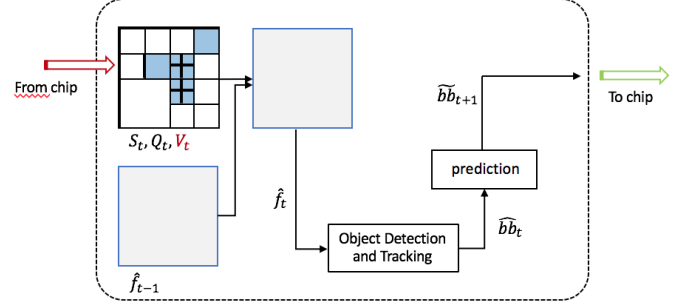 From chip
S_t, Q_t, V_t
f̂_{t−1}
f̂_t
Object Detection
and Tracking
b̂b_t
prediction
b̃b_{t+1}
To chip